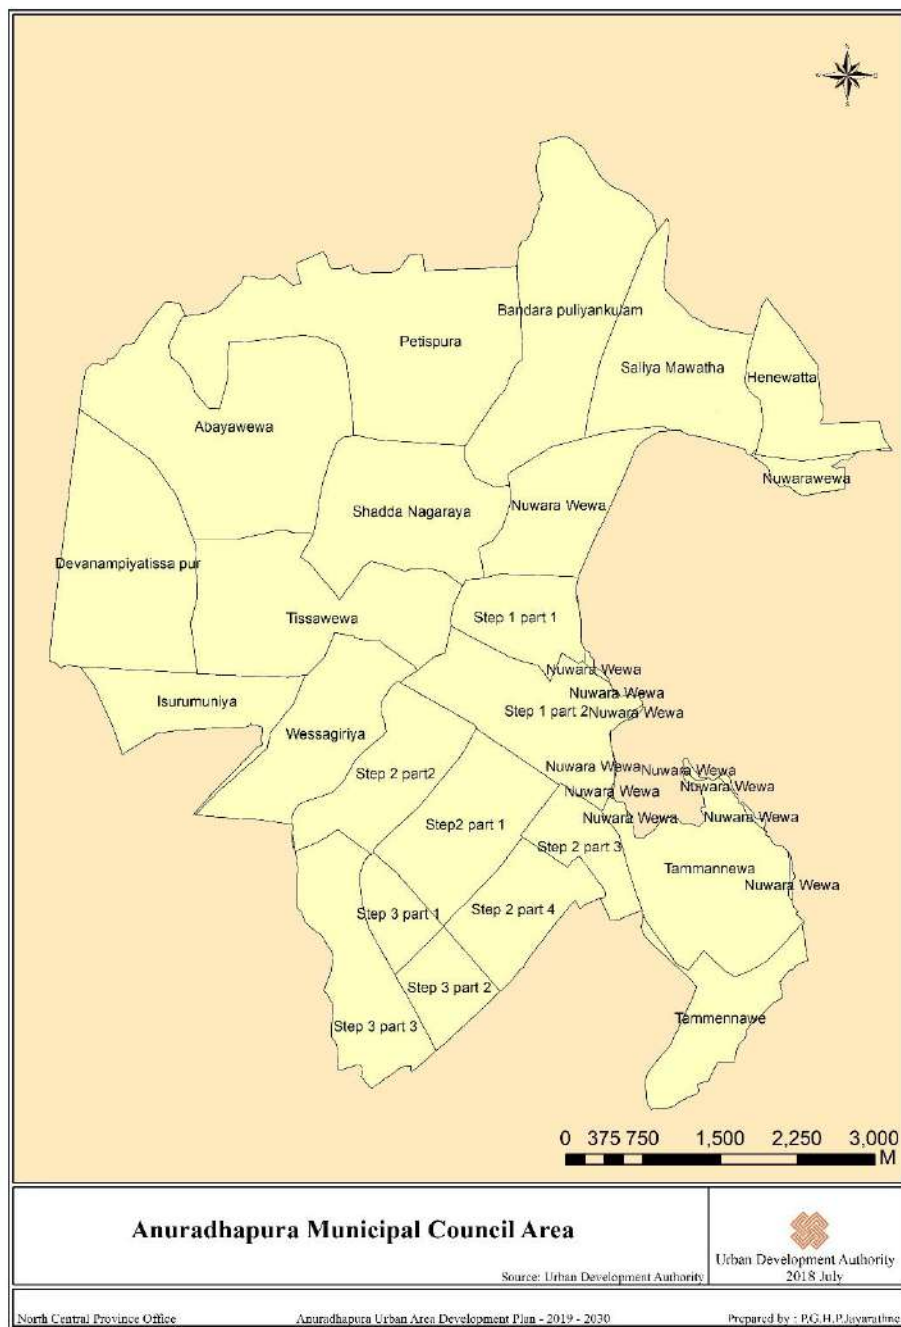 N
S
Bandara puliyankulam
Petispura
Saliya Mawatha
Henewatta
Abayawewa
Nuwarawewa
Shadda Nagaraya
Nuwara Wewa
Devanampiyatissa pur
Tissawewa
Step 1 part 1
Nuwara Wewa
Nuwara Wewa
Isurumuniya
Step 1 part 2
Nuwara Wewa
Wessagiriya
Step 2 part2
Nuwara Wewa
Nuwara Wewa
Nuwara Wewa
Nuwara Wewa
Nuwara Wewa
Nuwara Wewa
Step2 part 1
Step 2 part 3
Tammannewa
Nuwara Wewa
Step 3 part 1
Step 2 part 4
Step 3 part 2
Step 3 part 3
Tammennawe
0 375 750 1,500 2,250 3,000
M
Anuradhapura Municipal Council Area
Source: Urban Development Authority
Urban Development Authority
2018 July
North Central Province Office
Anuradhapura Urban Area Development Plan - 2019 - 2030
Prepared by : P.G.H.P.Jayarathne